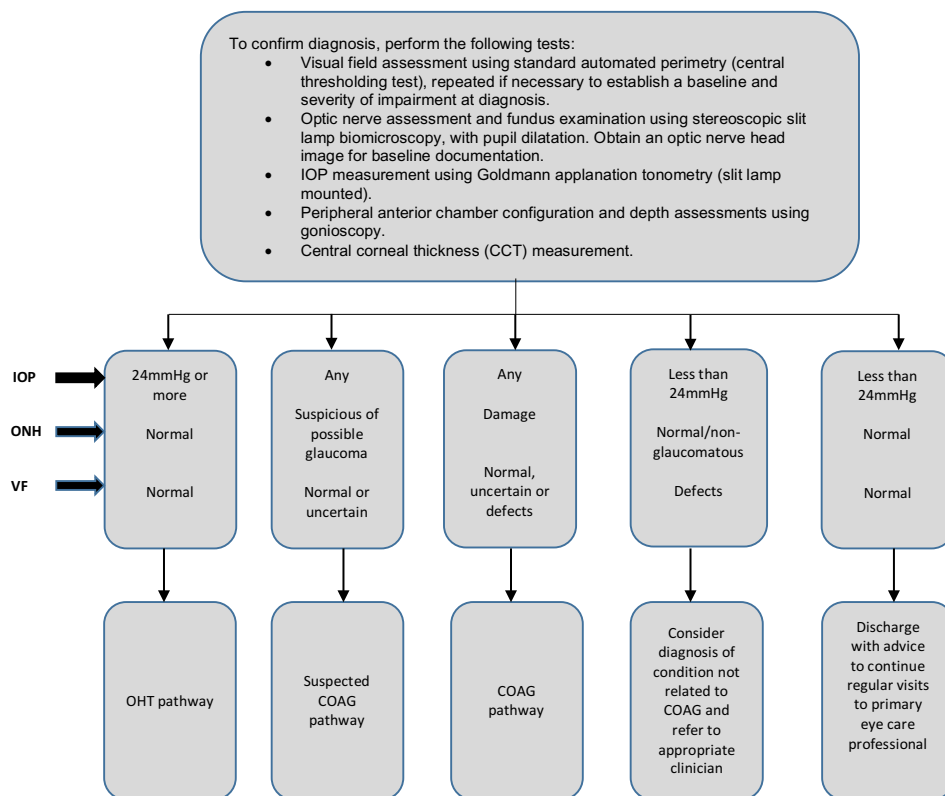 To confirm diagnosis, perform the following tests:
• Visual field assessment using standard automated perimetry (central
thresholding test), repeated if necessary to establish a baseline and
severity of impairment at diagnosis.
• Optic nerve assessment and fundus examination using stereoscopic slit
lamp biomicroscopy, with pupil dilatation. Obtain an optic nerve head
image for baseline documentation.
• IOP measurement using Goldmann applanation tonometry (slit lamp
mounted).
• Peripheral anterior chamber configuration and depth assessments using
gonioscopy.
• Central corneal thickness (CCT) measurement.
IOP
ONH
VF
24mmHg or
more
Normal
Normal
Any
Suspicious of
possible
glaucoma
Normal or
uncertain
Any
Damage
Normal,
uncertain or
defects
Less than
24mmHg
Normal/non-
glaucomatous
Defects
Less than
24mmHg
Normal
Normal
OHT pathway
Suspected
COAG
pathway
COAG
pathway
Consider
diagnosis of
condition not
related to
COAG and
refer to
appropriate
clinician
Discharge
with advice
to continue
regular visits
to primary
eye care
professional